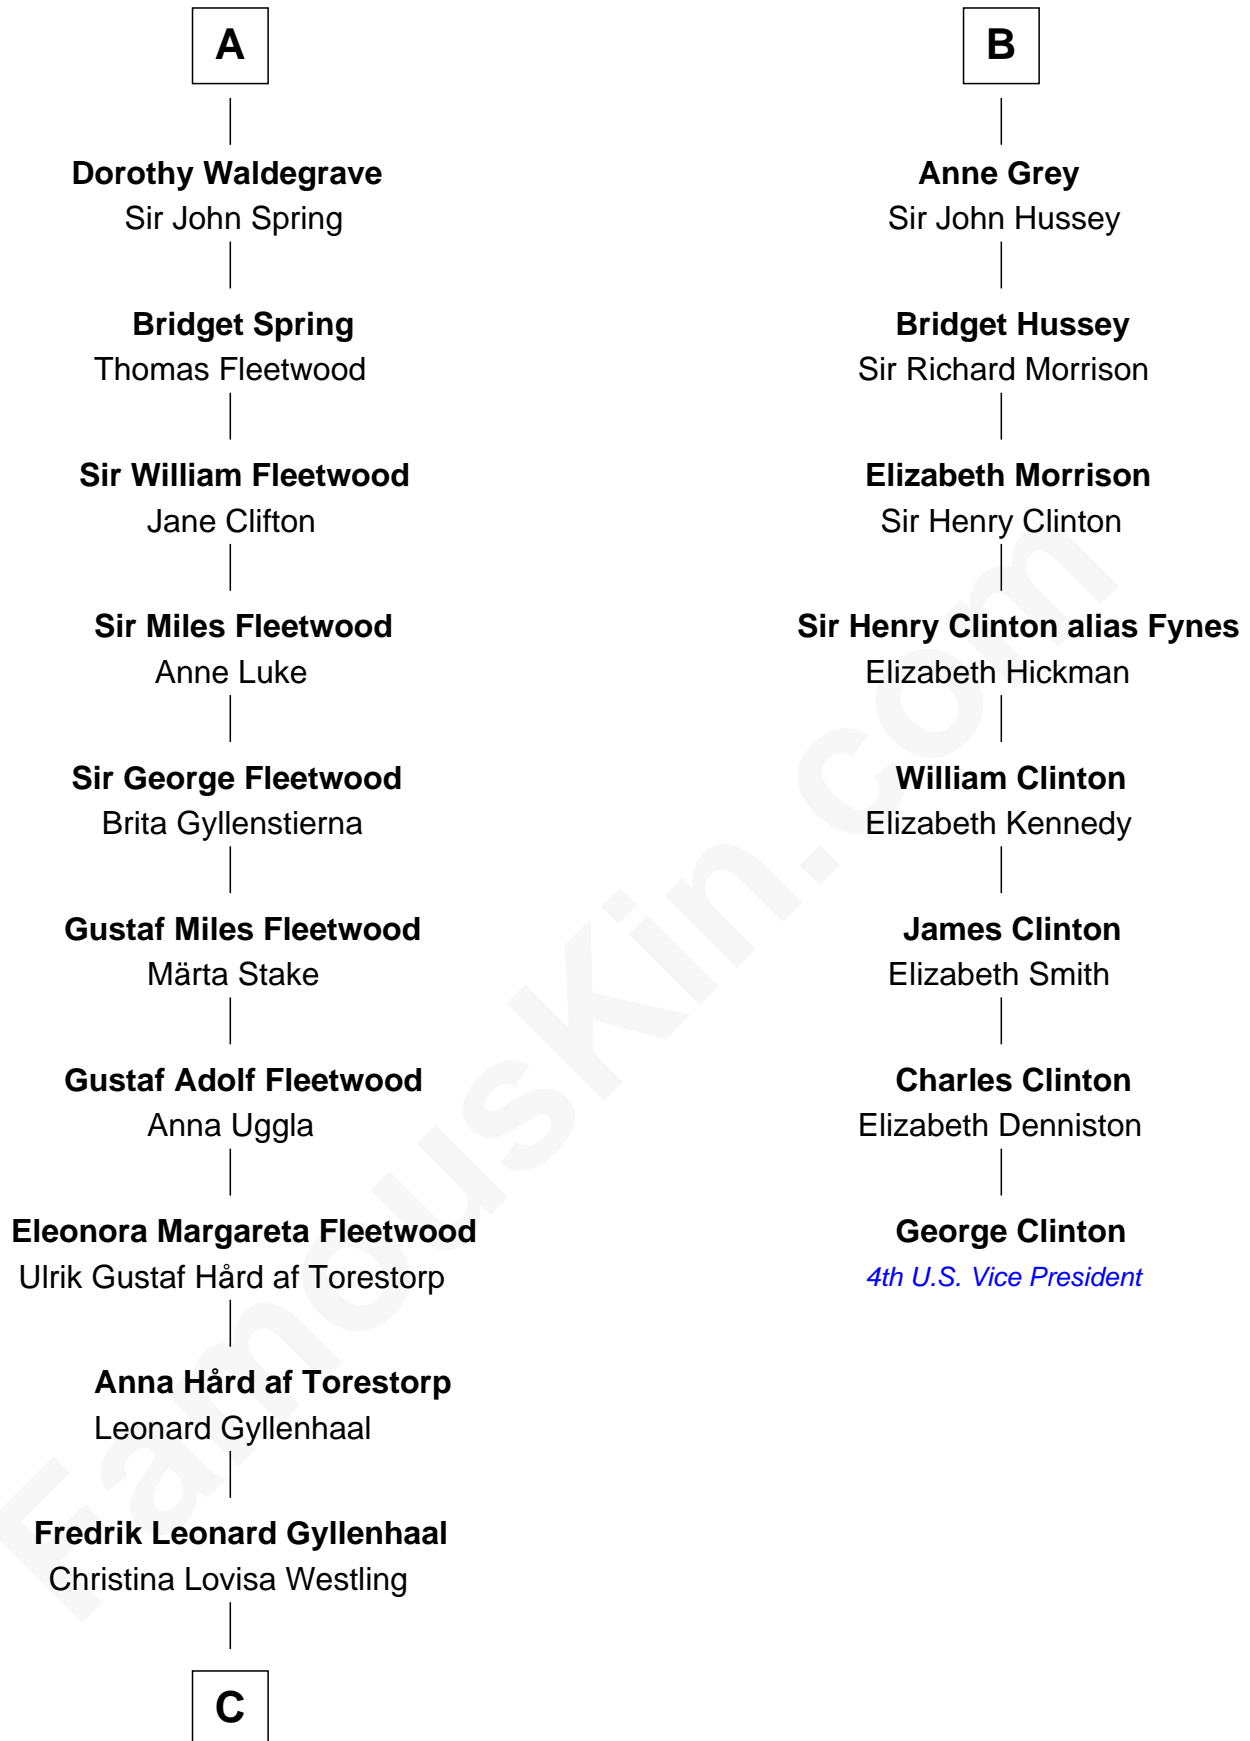 A
Dorothy Waldegrave
Sir John Spring
Bridget Spring
Thomas Fleetwood
Sir William Fleetwood
Jane Clifton
Sir Miles Fleetwood
Anne Luke
Sir George Fleetwood
Brita Gyllenstierna
Gustaf Miles Fleetwood
Märta Stake
Gustaf Adolf Fleetwood
Anna Uggla
Eleonora Margareta Fleetwood
Ulrik Gustaf Hård af Torestorp
Anna Hård af Torestorp
Leonard Gyllenhaal
Fredrik Leonard Gyllenhaal
Christina Lovisa Westling
C
B
Anne Grey
Sir John Hussey
Bridget Hussey
Sir Richard Morrison
Elizabeth Morrison
Sir Henry Clinton
Sir Henry Clinton alias Fynes
Elizabeth Hickman
William Clinton
Elizabeth Kennedy
James Clinton
Elizabeth Smith
Charles Clinton
Elizabeth Denniston
George Clinton
4th U.S. Vice President
FamousKin.com